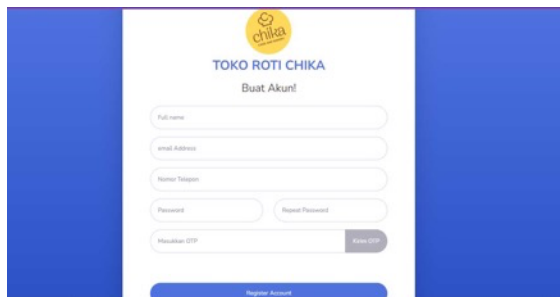 chika
TOKO ROTI CHIKA
Buat Akun!
Full name
email Address
Nomor Telepon
Password
Repeat Password
Masukkan OTP
Kirim OTP
Register Account